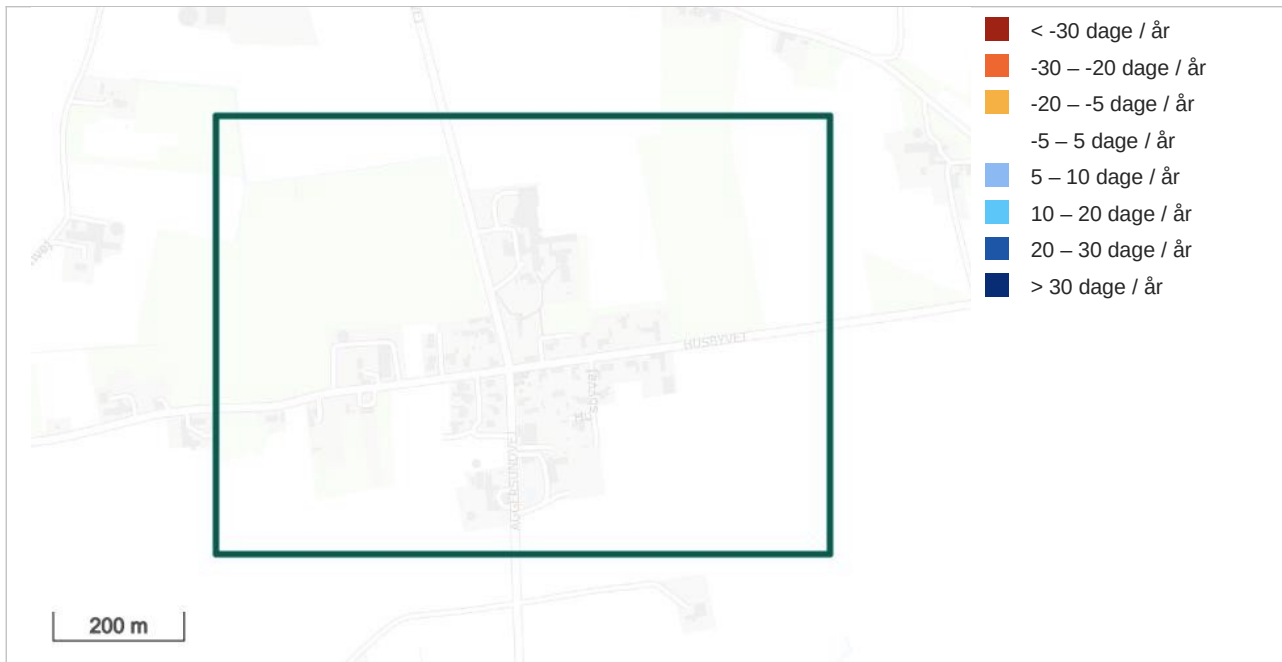 < -30 dage / år
-30 – -20 dage / år
-20 – -5 dage / år
-5 – 5 dage / år
5 – 10 dage / år
10 – 20 dage / år
20 – 30 dage / år
> 30 dage / år
HUSBYVEJ
AGGERSUNDVEJ
200 m